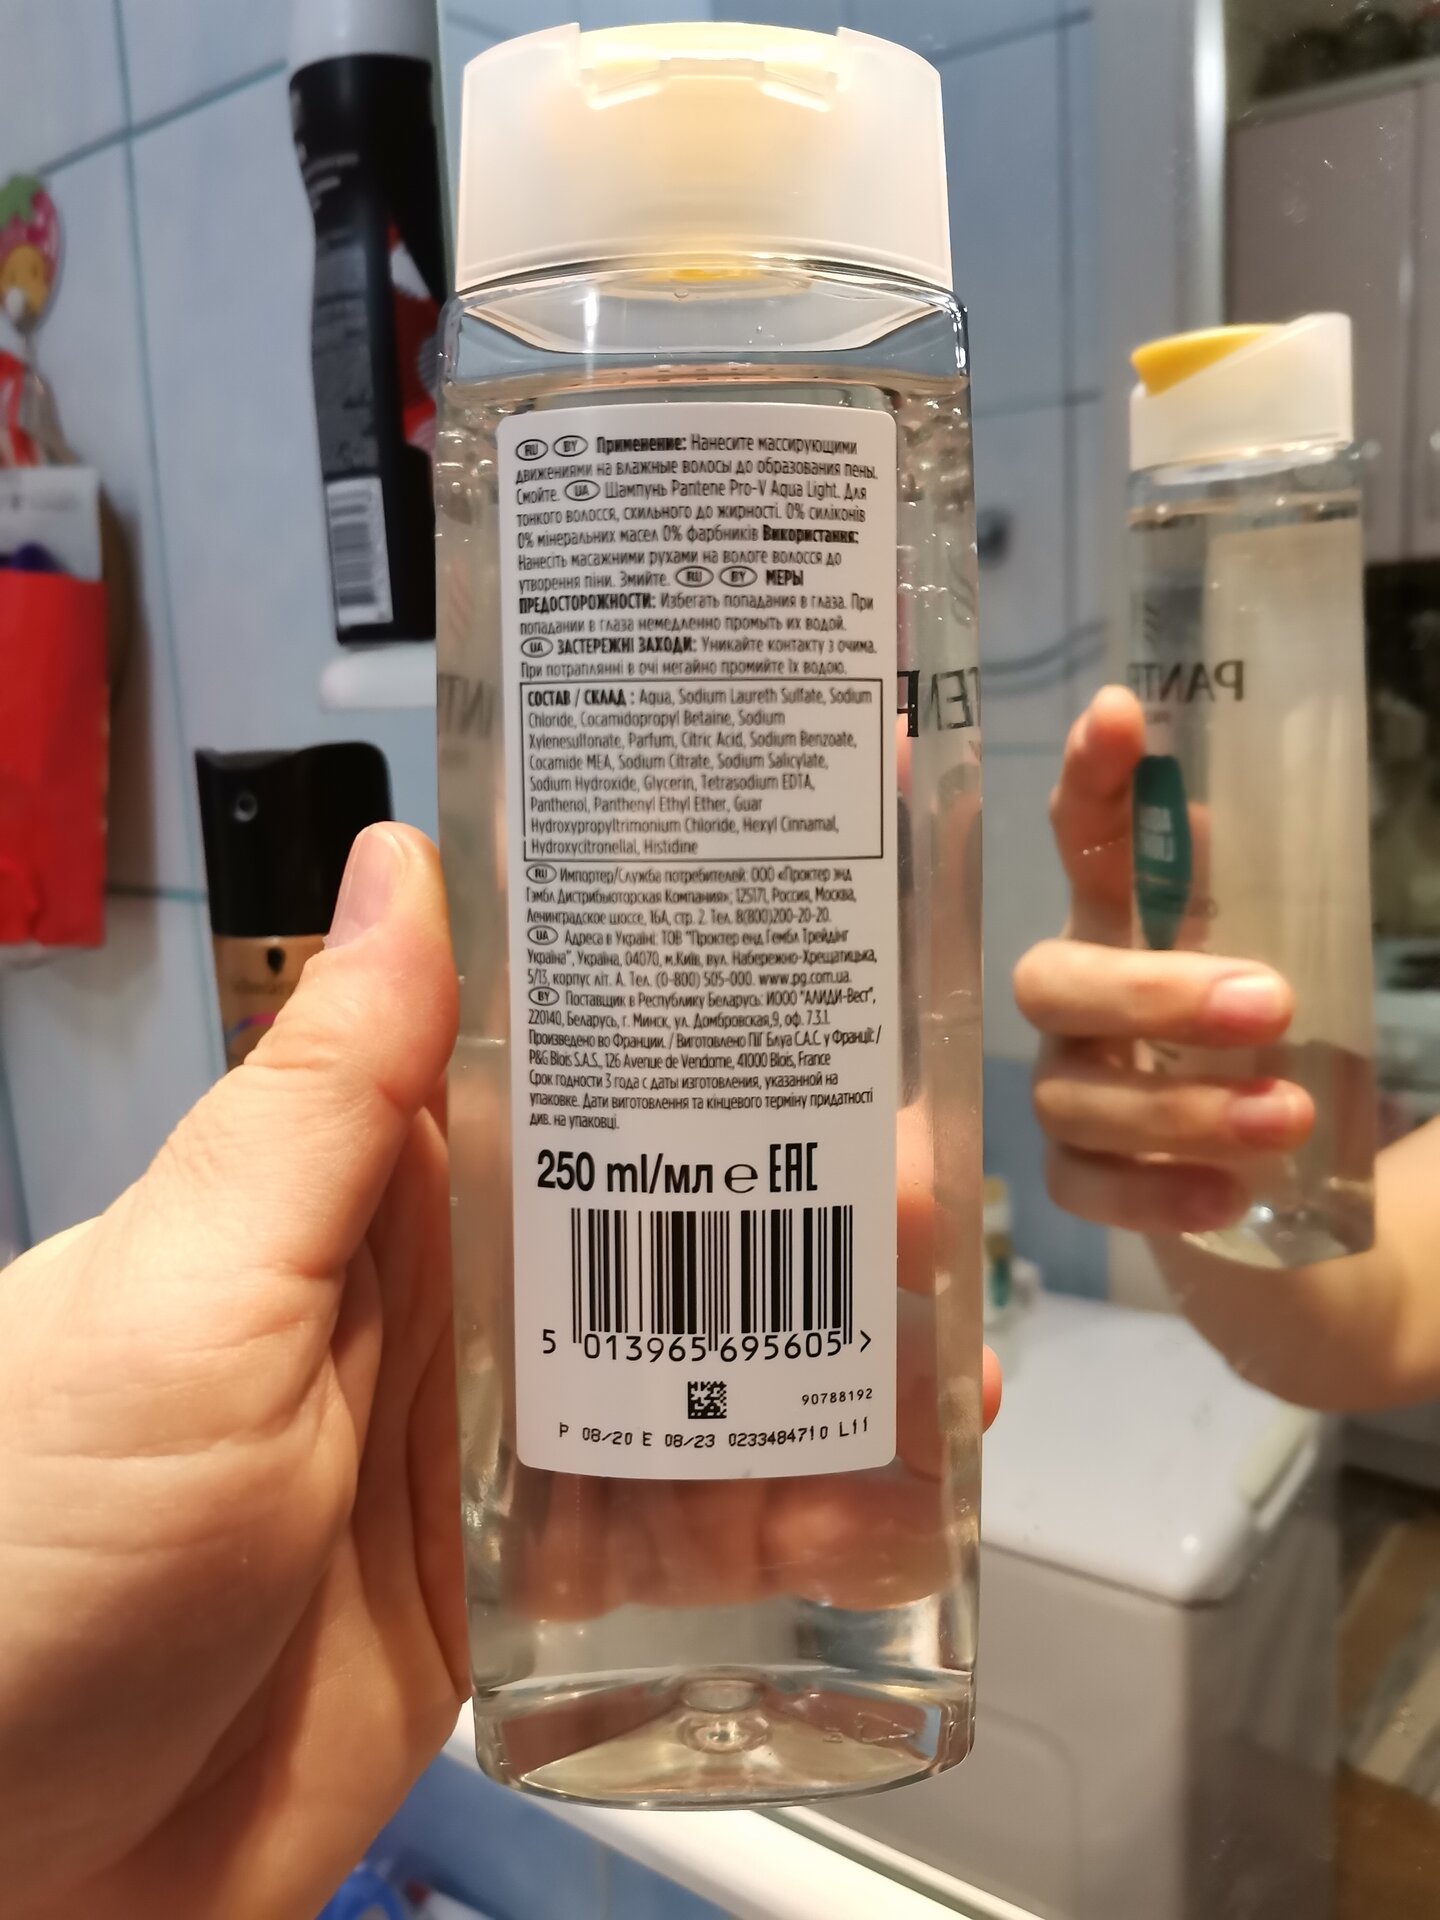 RU BY Применение: Нанесите массирующими
движениями на влажные волосы до образования пены.
Смойте. UA Шампунь Pantene Pro-V Aqua Light. Для
тонкого волосся, схильного до жирності. 0% силіконів
0% мінеральних масел 0% фарбників Використання:
Нанесіть масажними рухами на вологе волосся до
утворення піни. Змийте. RU BY МЕРЫ
ПРЕДОСТОРОЖНОСТИ: Избегать попадания в глаза. При
попадании в глаза немедленно промыть их водой.
UA ЗАСТЕРЕЖНІ ЗАХОДИ: Уникайте контакту з очима.
При потраплянні в очі негайно промийте їх водою.
СОСТАВ / СКЛАД : Aqua, Sodium Laureth Sulfate, Sodium
Chloride, Cocamidopropyl Betaine, Sodium
Xylenesulfonate, Parfum, Citric Acid, Sodium Benzoate,
Cocamide MEA, Sodium Citrate, Sodium Salicylate,
Sodium Hydroxide, Glycerin, Tetrasodium EDTA,
Panthenol, Panthenyl Ethyl Ether, Guar
Hydroxypropyltrimonium Chloride, Hexyl Cinnamal,
Hydroxycitronellal, Histidine
RU Импортер/Служба потребителей: ООО «Проктер энд
Гэмбл Дистрибьюторская Компания»; 125171, Россия, Москва,
Ленинградское шоссе, 16А, стр. 2. Тел. 8(800)200-20-20.
UA Адреса в Україні: ТОВ "Проктер енд Гембл Трейдінг
Україна", Україна, 04070, м.Київ, вул. Набережно-Хрещатицька,
5/13, корпус літ. А. Тел. (0-800) 505-000. www.pg.com.ua.
BY Поставщик в Республику Беларусь: ИООО "АЛИДИ-Вест",
220140, Беларусь, г. Минск, ул. Домбровская,9, оф. 7.3.1.
Произведено во Франции. / Виготовлено ПІГ Блуа С.А.С. у Франції: /
P&G Blois S.A.S., 126 Avenue de Vendome, 41000 Blois, France
Срок годности 3 года с даты изготовления, указанной на
упаковке. Дати виготовлення та кінцевого терміну придатності
див. на упаковці.
250 ml/мл e EAC
5 013965 695605 >
90788192
P 08/20 E 08/23 0233484710 L11